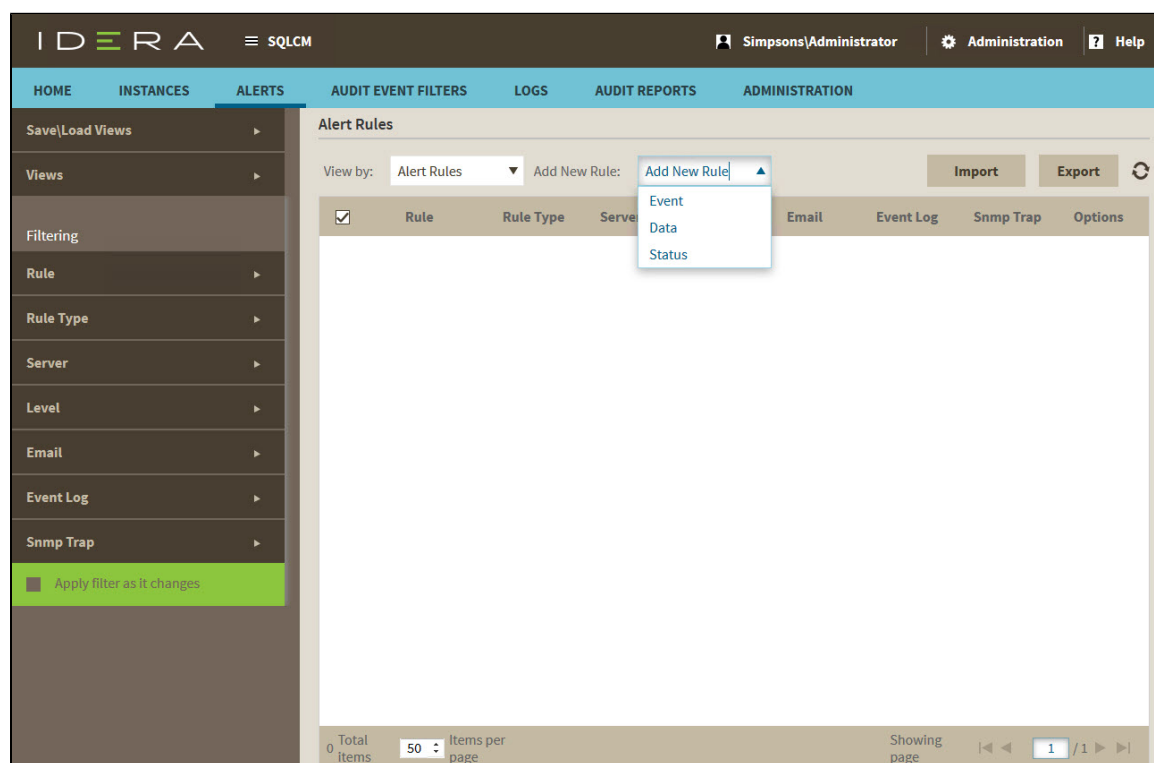 IDERA
SQLCM
Simpsons\Administrator
Administration
? Help
HOME INSTANCES ALERTS AUDIT EVENT FILTERS LOGS AUDIT REPORTS ADMINISTRATION
Save\Load Views
Views
Filtering
Rule
Rule Type
Server
Level
Email
Event Log
Snmp Trap
Apply filter as it changes
Alert Rules
View by: Alert Rules Add New Rule: Add New Rule Import Export
Event
Data
Status
Rule Rule Type Email Event Log Snmp Trap Options
0 Total items 50 Items per page Showing page 1 / 1